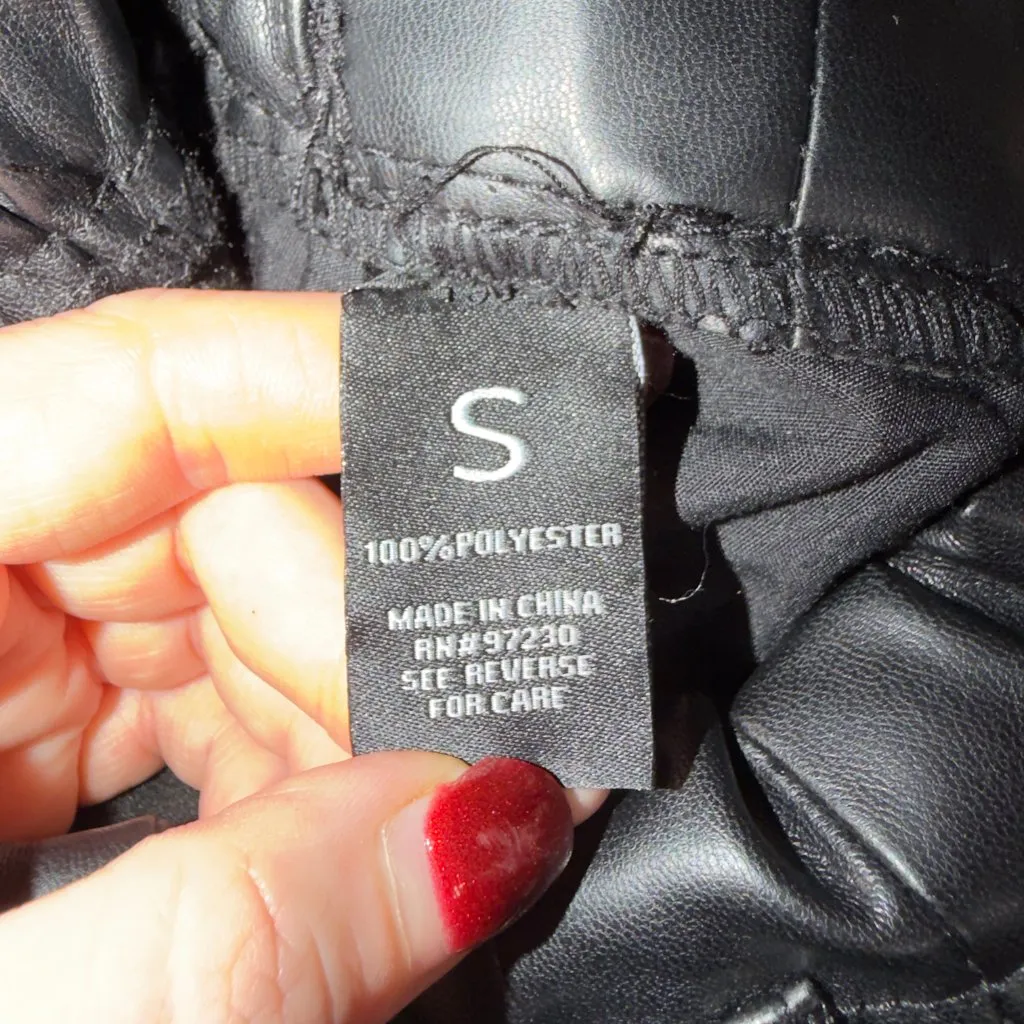 S
100%POLYESTER
MADE IN CHINA
RN#97230
SEE REVERSE
FOR CARE